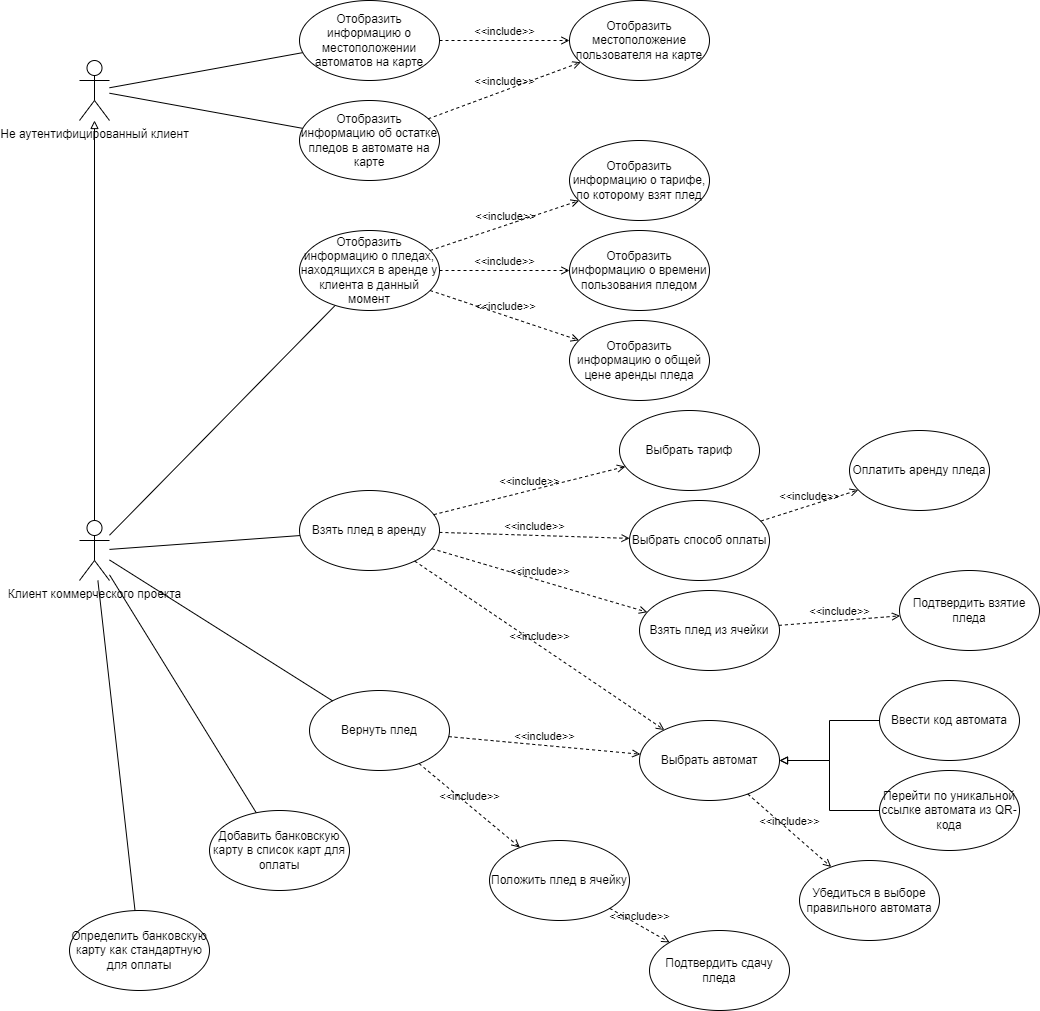 Отобразить
информацию о
местоположении
автоматов на карте
<<include>>
Отобразить
местоположение
пользователя на карте
<<include>>
Не аутентифицированный клиент
Отобразить
информацию об остатке
пледов в автомате на
карте
Отобразить
информацию о тарифе,
по которому взят плед
<<include>>
Отобразить
информацию о пледах,
находящихся в аренде у
клиента в данный
момент
<<include>>
Отобразить
информацию о времени
пользования пледом
<<include>>
Отобразить
информацию о общей
цене аренды пледа
Выбрать тариф
<<include>>
Оплатить аренду пледа
<<include>>
Взять плед в аренду
<<include>>
Выбрать способ оплаты
<<include>>
Клиент коммерческого проекта
Взять плед из ячейки
<<include>>
Подтвердить взятие
пледа
<<include>>
Вернуть плед
<<include>>
Выбрать автомат
Ввести код автомата
Перейти по уникальной
ссылке автомата из QR-
кода
<<include>>
<<include>>
Добавить банковскую
карту в список карт для
оплаты
Положить плед в ячейку
Убедиться в выборе
правильного автомата
<<include>>
Определить банковскую
карту как стандартную
для оплаты
Подтвердить сдачу
пледа